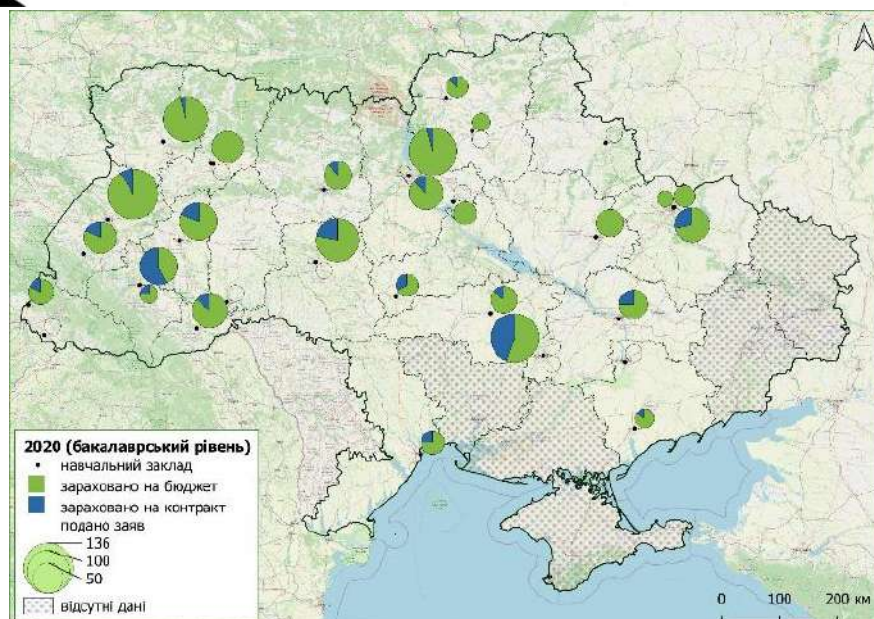 2020 (бакалаврський рівень)
навчальний заклад
зараховано на бюджет
зараховано на контракт
подано заяв
136
100
50
відсутні дані
0 100 200 км